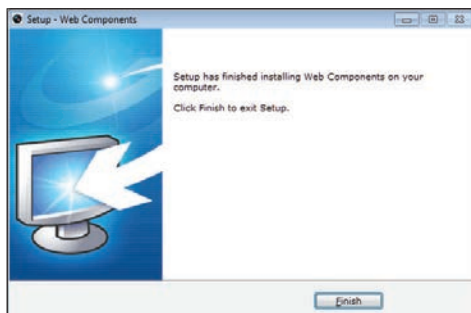 Setup - Web Components
Setup has finished installing Web Components on your
computer.
Click Finish to exit Setup.
Finish